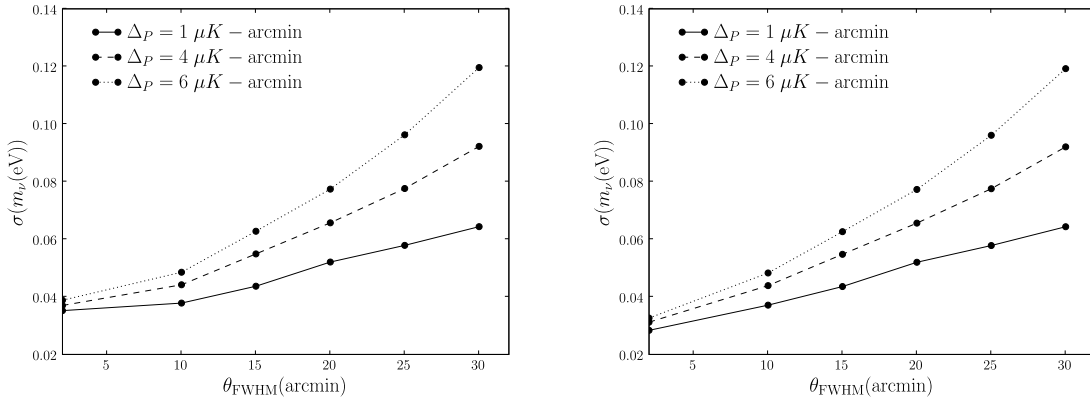 0.14
0.12
0.10
0.08
0.06
0.04
0.02
σ(mν(eV))
Δ_P = 1 μK − arcmin
Δ_P = 4 μK − arcmin
Δ_P = 6 μK − arcmin
5 10 15 20 25 30
θ_FWHM(arcmin)
0.14
0.12
0.10
0.08
0.06
0.04
0.02
σ(mν(eV))
Δ_P = 1 μK − arcmin
Δ_P = 4 μK − arcmin
Δ_P = 6 μK − arcmin
5 10 15 20 25 30
θ_FWHM(arcmin)